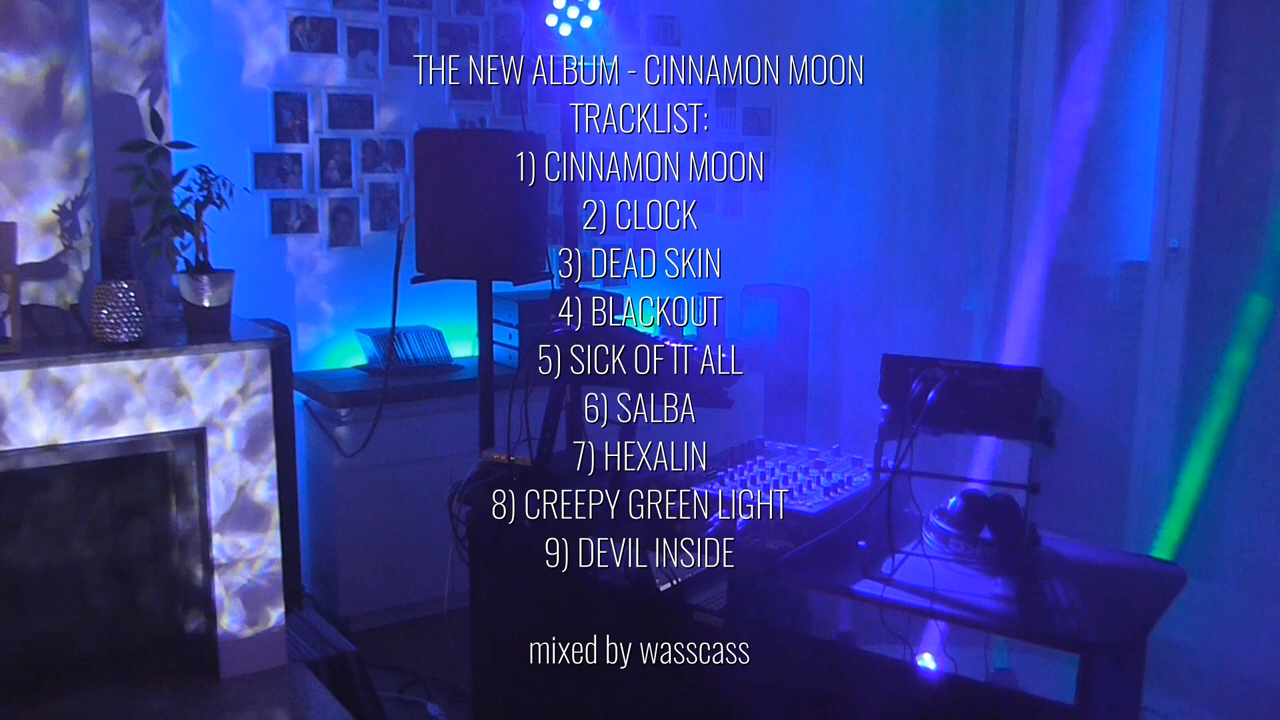 THE NEW ALBUM - CINNAMON MOON
TRACKLIST:
1) CINNAMON MOON
2) CLOCK
3) DEAD SKIN
4) BLACKOUT
5) SICK OF IT ALL
6) SALBA
7) HEXALIN
8) CREEPY GREEN LIGHT
9) DEVIL INSIDE
mixed by wasscass